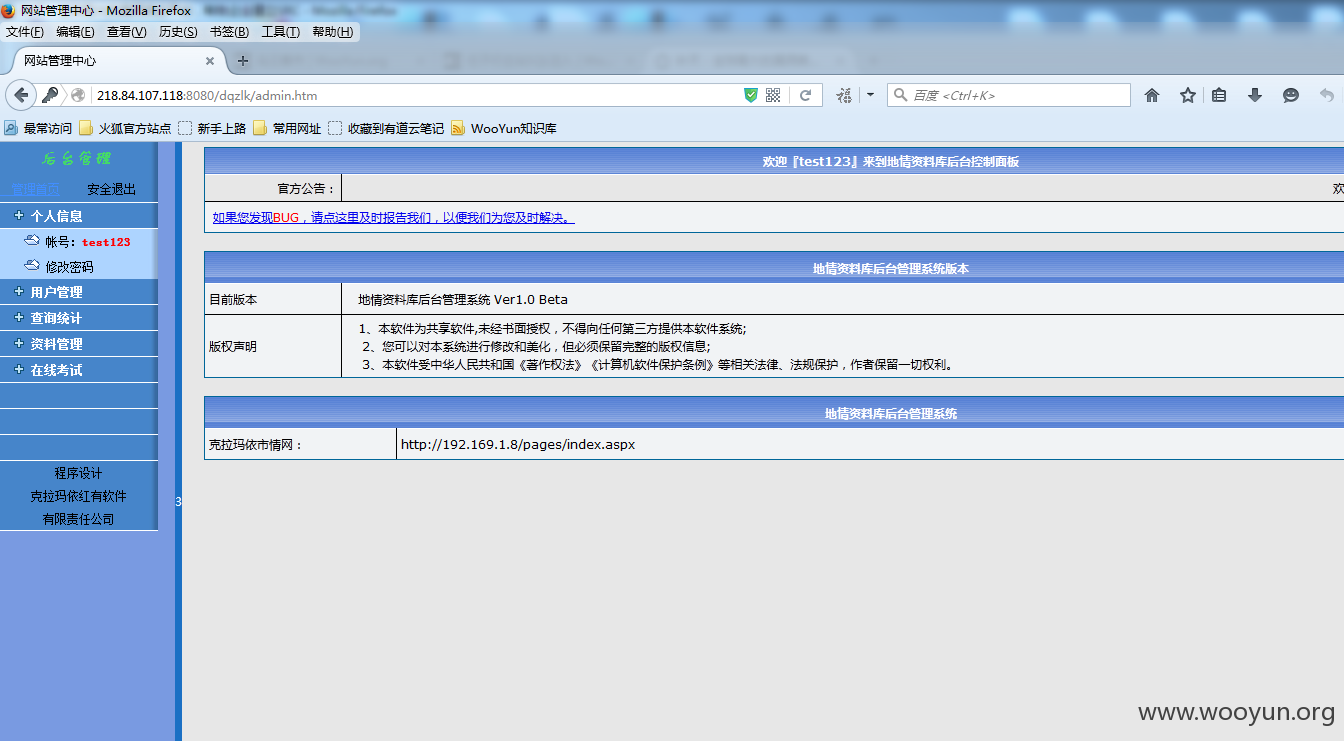 网站管理中心 - Mozilla Firefox
文件(F) 编辑(E) 查看(V) 历史(S) 书签(B) 工具(T) 帮助(H)
网站管理中心 × +
218.84.107.118:8080/dqzlk/admin.htm 百度 <Ctrl+K>
最常访问 火狐官方站点 新手上路 常用网址 收藏到有道云笔记 WooYun知识库
后台管理
管理首页 安全退出
个人信息
帐号：test123
修改密码
用户管理
查询统计
资料管理
在线考试
程序设计
克拉玛依红有软件
有限责任公司
3
欢迎『test123』来到地情资料库后台控制面板
官方公告： 欢
如果您发现BUG，请点这里及时报告我们，以便我们为您及时解决。
地情资料库后台管理系统版本
目前版本 地情资料库后台管理系统 Ver1.0 Beta
版权声明
1、本软件为共享软件,未经书面授权，不得向任何第三方提供本软件系统;
2、您可以对本系统进行修改和美化，但必须保留完整的版权信息;
3、本软件受中华人民共和国《著作权法》《计算机软件保护条例》等相关法律、法规保护，作者保留一切权利。
地情资料库后台管理系统
克拉玛依市情网： http://192.169.1.8/pages/index.aspx
www.wooyun.org